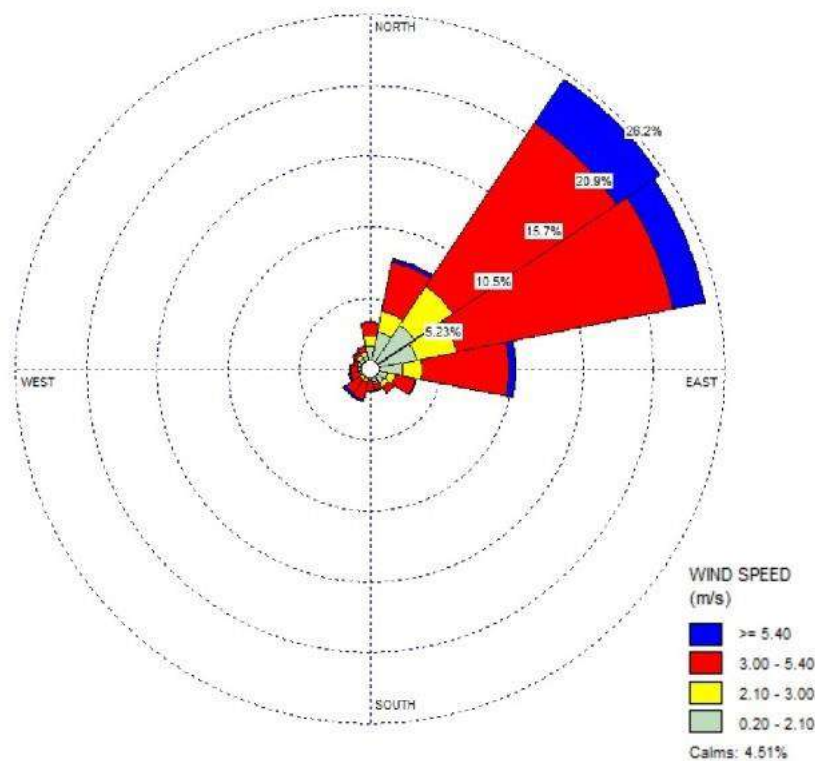 NORTH
26.2%
20.9%
15.7%
10.5%
5.23%
WEST
EAST
WIND SPEED
(m/s)
>= 5.40
3.00 - 5.40
2.10 - 3.00
0.20 - 2.10
SOUTH
Calms: 4.51%